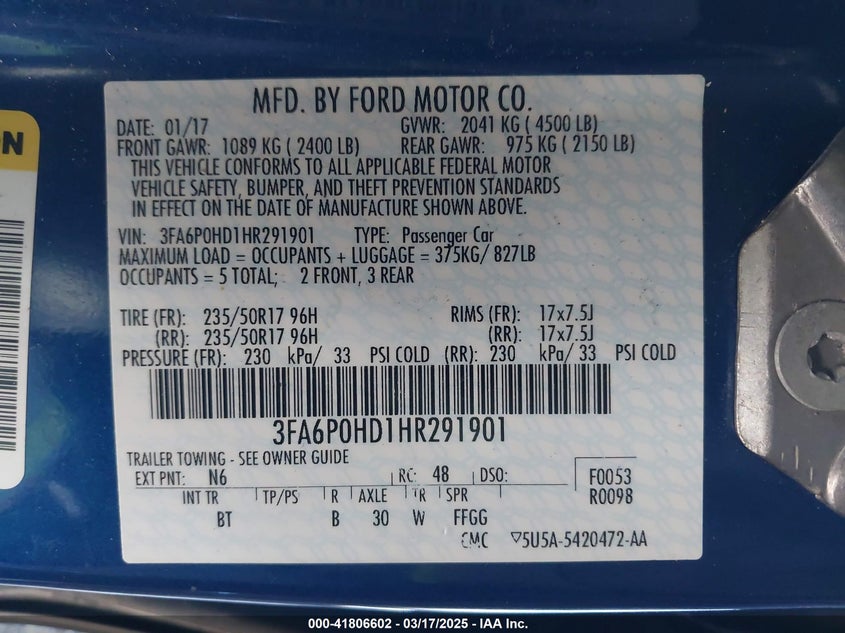 ON
MFD. BY FORD MOTOR CO.
DATE: 01/17 GVWR: 2041 KG ( 4500 LB)
FRONT GAWR: 1089 KG ( 2400 LB) REAR GAWR: 975 KG ( 2150 LB)
THIS VEHICLE CONFORMS TO ALL APPLICABLE FEDERAL MOTOR
VEHICLE SAFETY, BUMPER, AND THEFT PREVENTION STANDARDS
IN EFFECT ON THE DATE OF MANUFACTURE SHOWN ABOVE.
VIN: 3FA6P0HD1HR291901 TYPE: Passenger Car
MAXIMUM LOAD = OCCUPANTS + LUGGAGE = 375KG/ 827LB
OCCUPANTS = 5 TOTAL; 2 FRONT, 3 REAR
TIRE (FR): 235/50R17 96H RIMS (FR): 17x7.5J
(RR): 235/50R17 96H (RR): 17x7.5J
PRESSURE (FR): 230 kPa/ 33 PSI COLD (RR): 230 kPa/ 33 PSI COLD
3FA6P0HD1HR291901
TRAILER TOWING - SEE OWNER GUIDE
EXT PNT: N6 RC: 48 DSO: F0053
INT TR TP/PS R AXLE TR SPR R0098
BT B 30 W FFGG
CMC 5U5A-5420472-AA
000-41806602 / 03/17/2025 - IAA Inc.